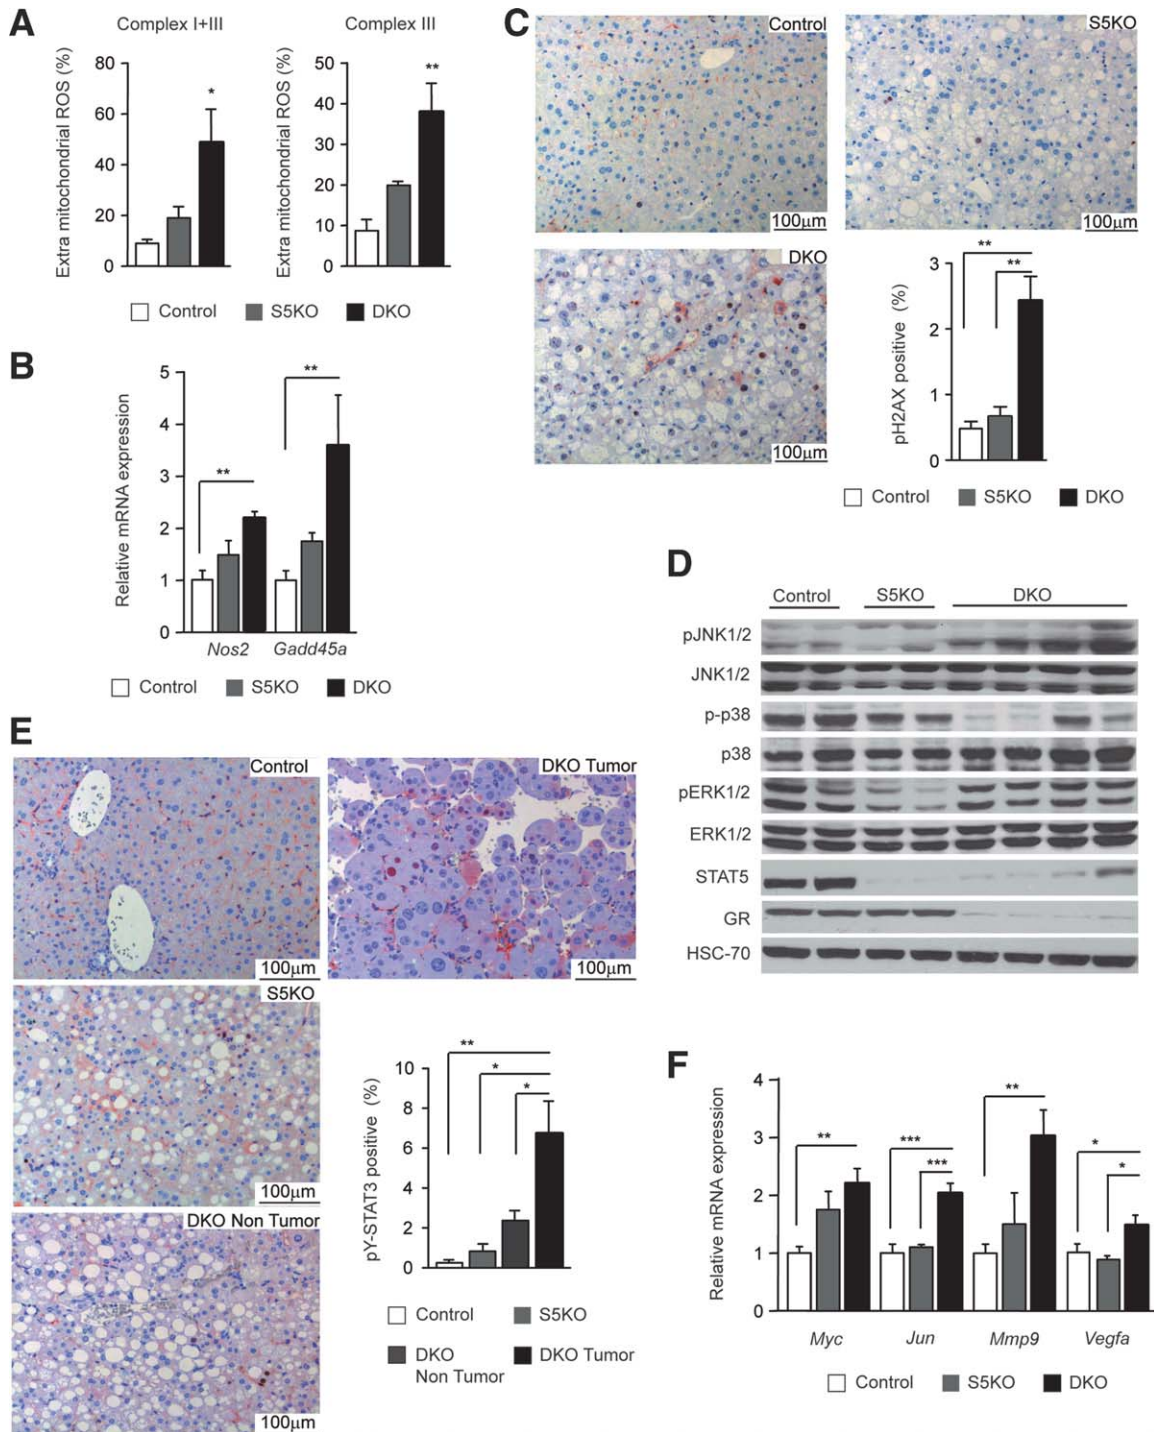 A
Complex I+III
Complex III
Extra mitochondrial ROS (%)
80
60
40
20
0
*
Extra mitochondrial ROS (%)
50
40
30
20
10
0
**
Control S5KO DKO
B
Relative mRNA expression
5
4
3
2
1
0
**
**
Nos2 Gadd45a
Control S5KO DKO
C
Control
100μm
S5KO
100μm
DKO
100μm
pH2AX positive (%)
3
2
1
0
**
**
Control S5KO DKO
D
Control S5KO DKO
pJNK1/2
JNK1/2
p-p38
p38
pERK1/2
ERK1/2
STAT5
GR
HSC-70
E
Control
100μm
DKO Tumor
100μm
S5KO
100μm
DKO Non Tumor
100μm
pY-STAT3 positive (%)
10
8
6
4
2
0
**
*
*
Control S5KO
DKO Non Tumor DKO Tumor
F
Relative mRNA expression
4
3
2
1
0
**
***
***
**
*
*
Myc Jun Mmp9 Vegfa
Control S5KO DKO